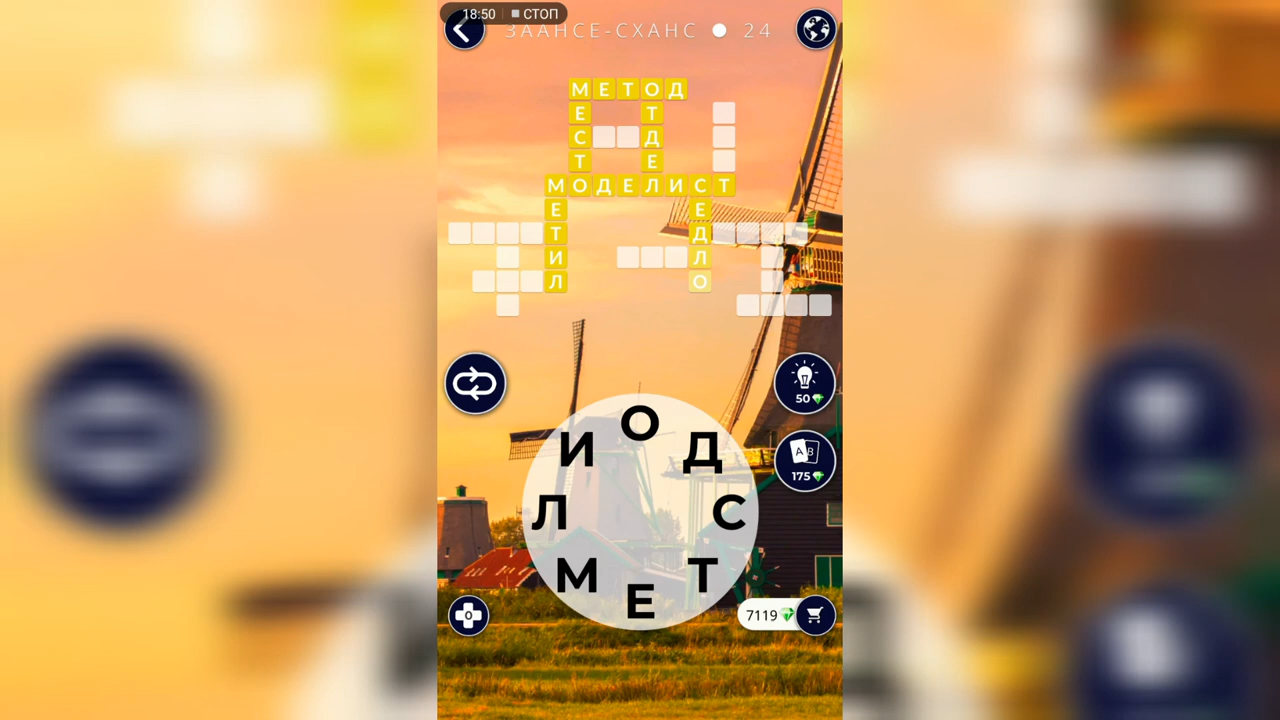 18:50 СТОП
ЗААНСЕ-СХАНС 24
МЕТОД
Е Т
С Д
Т Е
МОДЕЛИСТ
Е Е
Т Д
И Л
Л О
50
A B
175
О
И Д
Л С
М Т
Е
0
7119